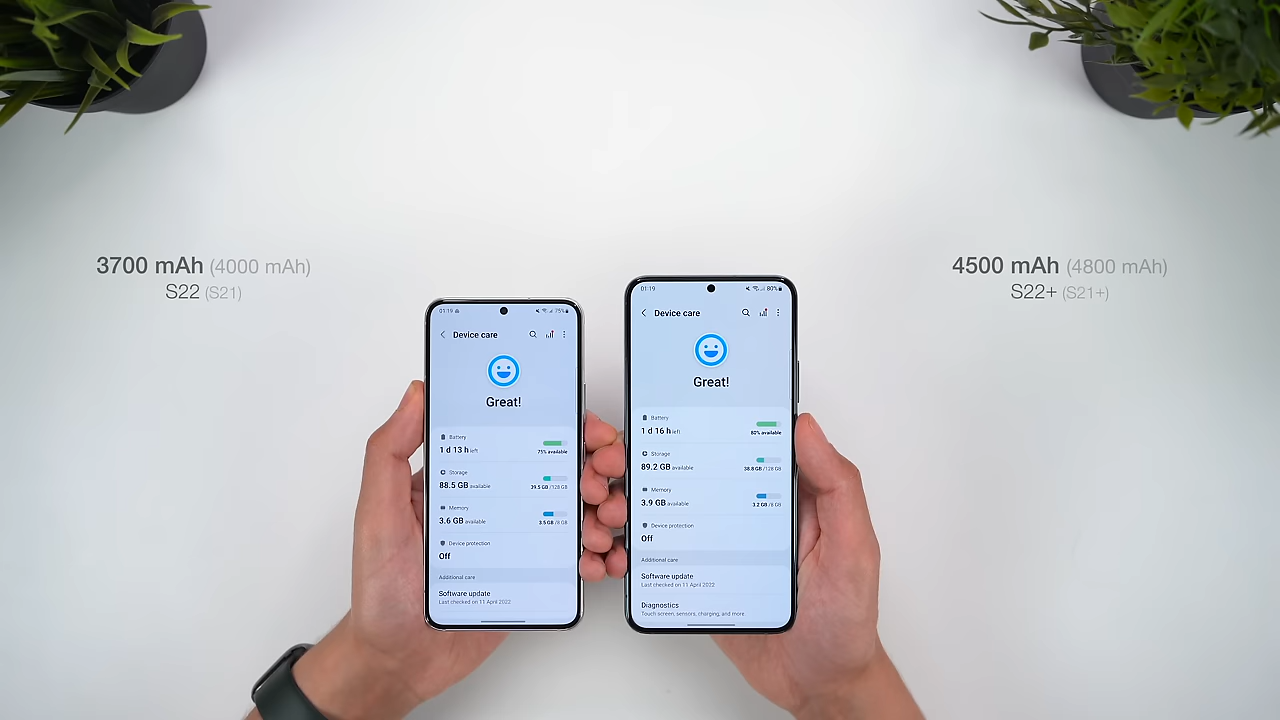 3700 mAh (4000 mAh)
S22 (S21)
4500 mAh (4800 mAh)
S22+ (S21+)
01:19
75%
Device care
Great!
Battery
1 d 13 h left
75% available
Storage
88.5 GB available
39.5 GB /128 GB
Memory
3.6 GB available
3.5 GB /8 GB
Device protection
Off
Additional care
Software update
Last checked on 11 April 2022
01:19
80%
Device care
Great!
Battery
1 d 16 h left
80% available
Storage
89.2 GB available
38.8 GB /128 GB
Memory
3.9 GB available
3.2 GB /8 GB
Device protection
Off
Additional care
Software update
Last checked on 11 April 2022
Diagnostics
Touch screen, sensors, charging, and more